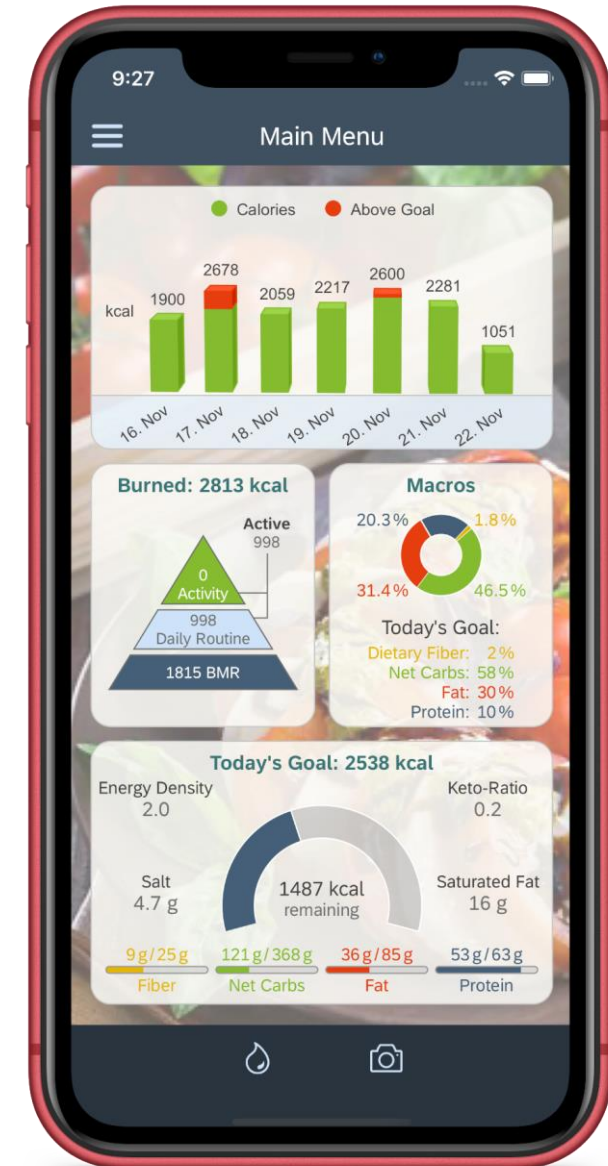 9:27
Main Menu
Calories Above Goal
kcal 1900 2678 2059 2217 2600 2281 1051
16. Nov 17. Nov 18. Nov 19. Nov 20. Nov 21. Nov 22. Nov
Burned: 2813 kcal
Active
998
0
Activity
998
Daily Routine
1815 BMR
Macros
20.3% 1.8%
31.4% 46.5%
Today's Goal:
Dietary Fiber: 2%
Net Carbs: 58%
Fat: 30%
Protein: 10%
Today's Goal: 2538 kcal
Energy Density Keto-Ratio
2.0 0.2
Salt Saturated Fat
4.7 g 16 g
1487 kcal
remaining
9g/25g 121g/368g 36g/85g 53g/63g
Fiber Net Carbs Fat Protein